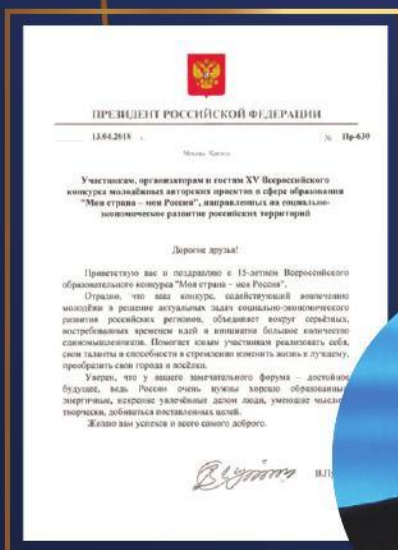 ПРЕЗИДЕНТ РОССИЙСКОЙ ФЕДЕРАЦИИ
13.04.2018 № Пр-630
Москва, Кремль
Участникам, организаторам и гостям XV Всероссийского
конкурса молодёжных авторских проектов в сфере образования
"Моя страна – моя Россия", направленных на социально-
экономическое развитие российских территорий
Дорогие друзья!
Приветствую вас и поздравляю с 15-летием Всероссийского
образовательного конкурса "Моя страна – моя Россия".
Отрадно, что ваш конкурс, содействующий вовлечению
молодёжи в решение актуальных задач социально-экономического
развития российских регионов, объединяет вокруг серьёзных,
востребованных временем идей и инициатив большое количество
единомышленников. Помогает юным участникам реализовать себя,
свои таланты и способности в стремлении изменить жизнь к лучшему,
преобразить свои города и посёлки.
Уверен, что у вашего замечательного форума – достойное
будущее, ведь России очень нужны хорошо образованные,
энергичные, искренне увлечённые делом люди, умеющие
творчески, добиваться поставленных целей.
Желаю вам успехов и всего самого доброго.